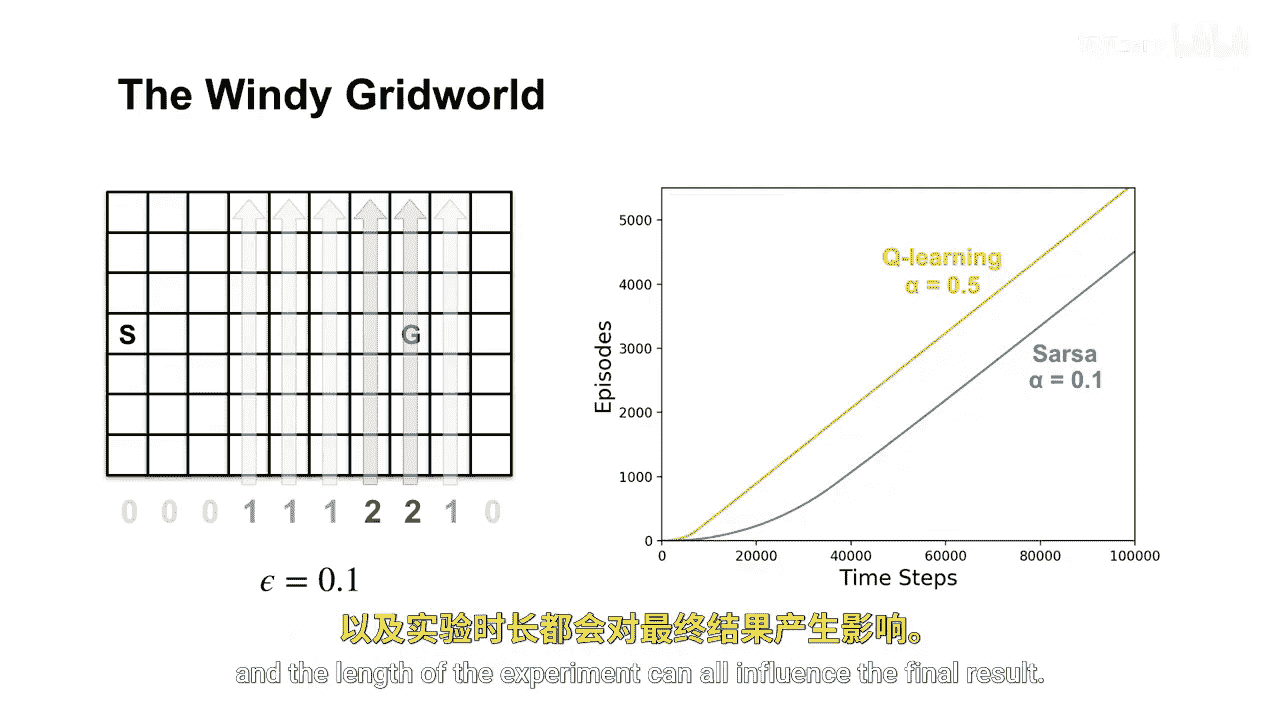 The Windy Gridworld
S
G
0 0 0 1 1 1 2 2 1 0
ϵ = 0.1
Episodes
5000
4000
3000
2000
1000
0
Q-learning
α = 0.5
Sarsa
α = 0.1
0 20000 40000 60000 80000 100000
Time Steps
以及实验时长都会对最终结果产生影响。
and the length of the experiment can all influence the final result.